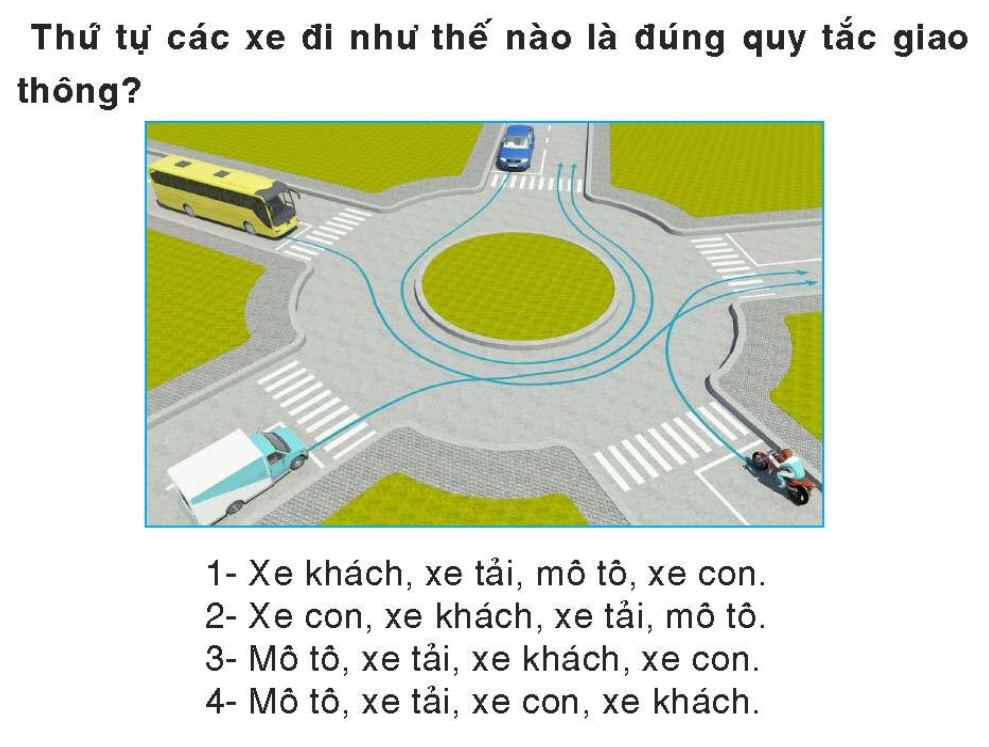 Thứ tự các xe đi như thế nào là đúng quy tắc giao
thông?
1- Xe khách, xe tải, mô tô, xe con.
2- Xe con, xe khách, xe tải, mô tô.
3- Mô tô, xe tải, xe khách, xe con.
4- Mô tô, xe tải, xe con, xe khách.